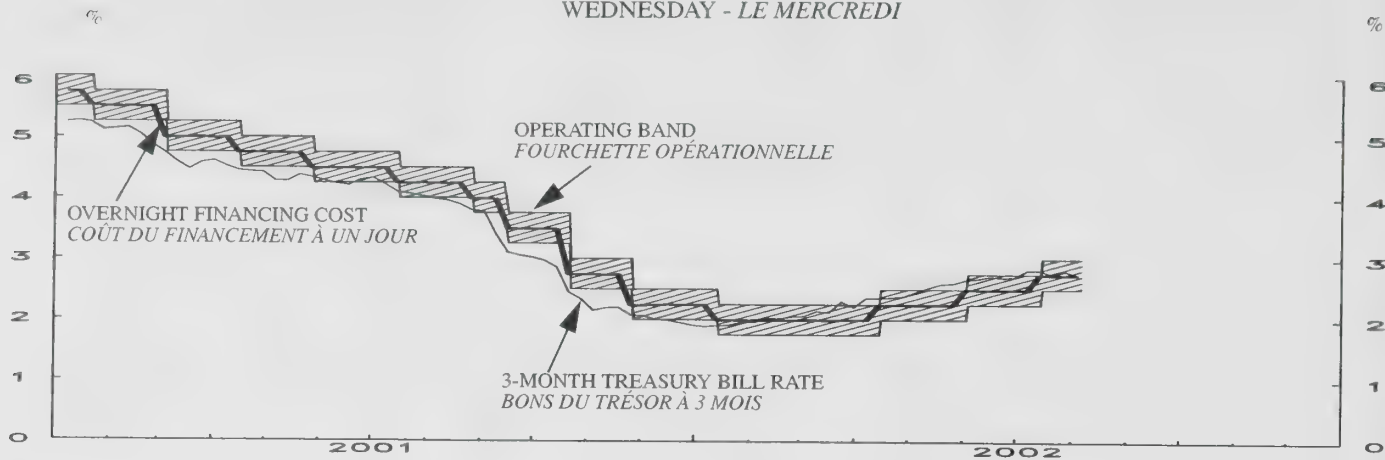 WEDNESDAY - LE MERCREDI
%
%
6
5
4
3
2
1
0
OPERATING BAND
FOURCHETTE OPÉRATIONNELLE
OVERNIGHT FINANCING COST
COÛT DU FINANCEMENT À UN JOUR
3-MONTH TREASURY BILL RATE
BONS DU TRÉSOR À 3 MOIS
6
5
4
3
2
1
0
2001
2002